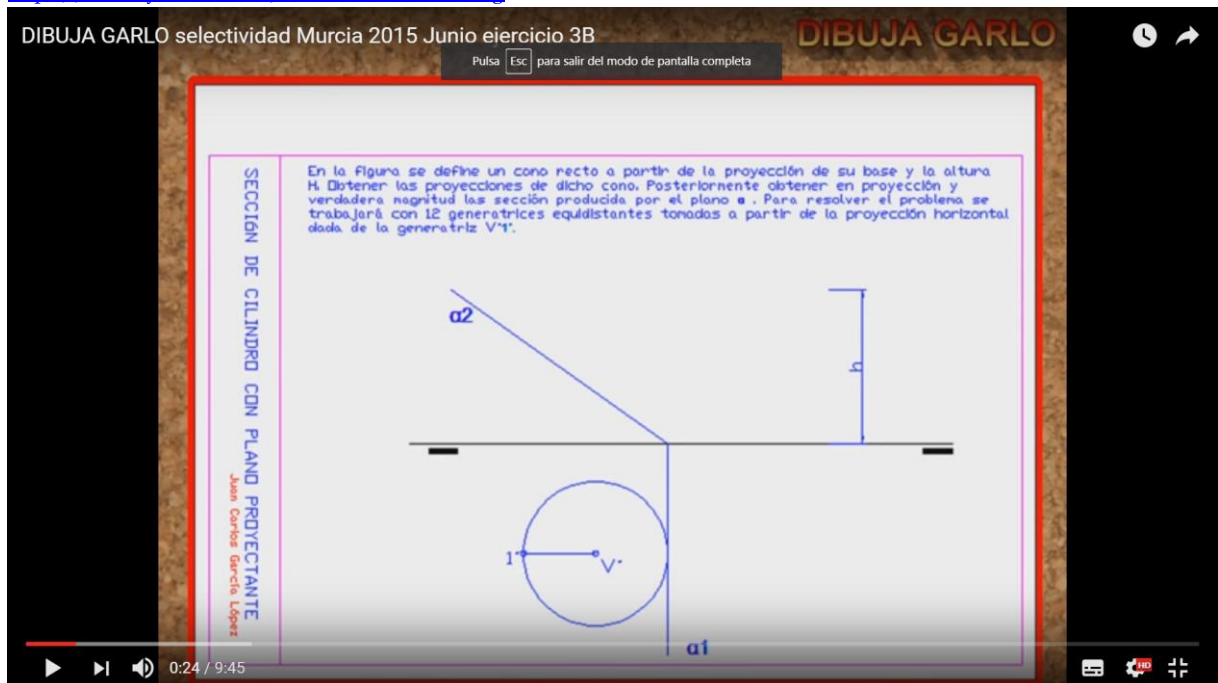 DIBUJA GARLO selectividad Murcia 2015 Junio ejercicio 3B
DIBUJA GARLO
Pulsa Esc para salir del modo de pantalla completa
En la figura se define un cono recto a partir de la proyección de su base y la altura
H. Obtener las proyecciones de dicho cono. Posteriormente obtener en proyección y
verdadera magnitud las sección producida por el plano α . Para resolver el problema se
trabajará con 12 generatrices equidistantes tomadas a partir de la proyección horizontal
dada de la generatriz V'1'.
SECCIÓN DE CILINDRO CON PLANO PROYECTANTE
Juan Carlos García López
α2
h
1'
V'
α1
0:24 / 9:45
HD